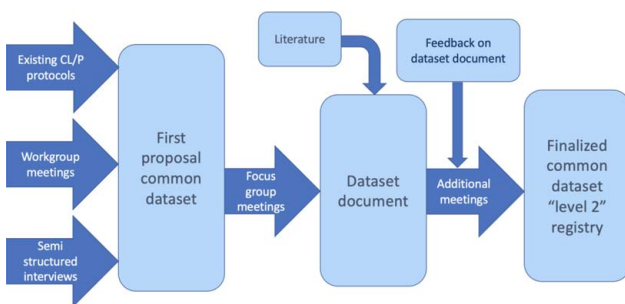 Existing CL/P
protocols
Workgroup
meetings
Semi
structured
interviews
First
proposal
common
dataset
Focus
group
meetings
Literature
Dataset
document
Feedback on
dataset document
Additional
meetings
Finalized
common
dataset
“level 2”
registry